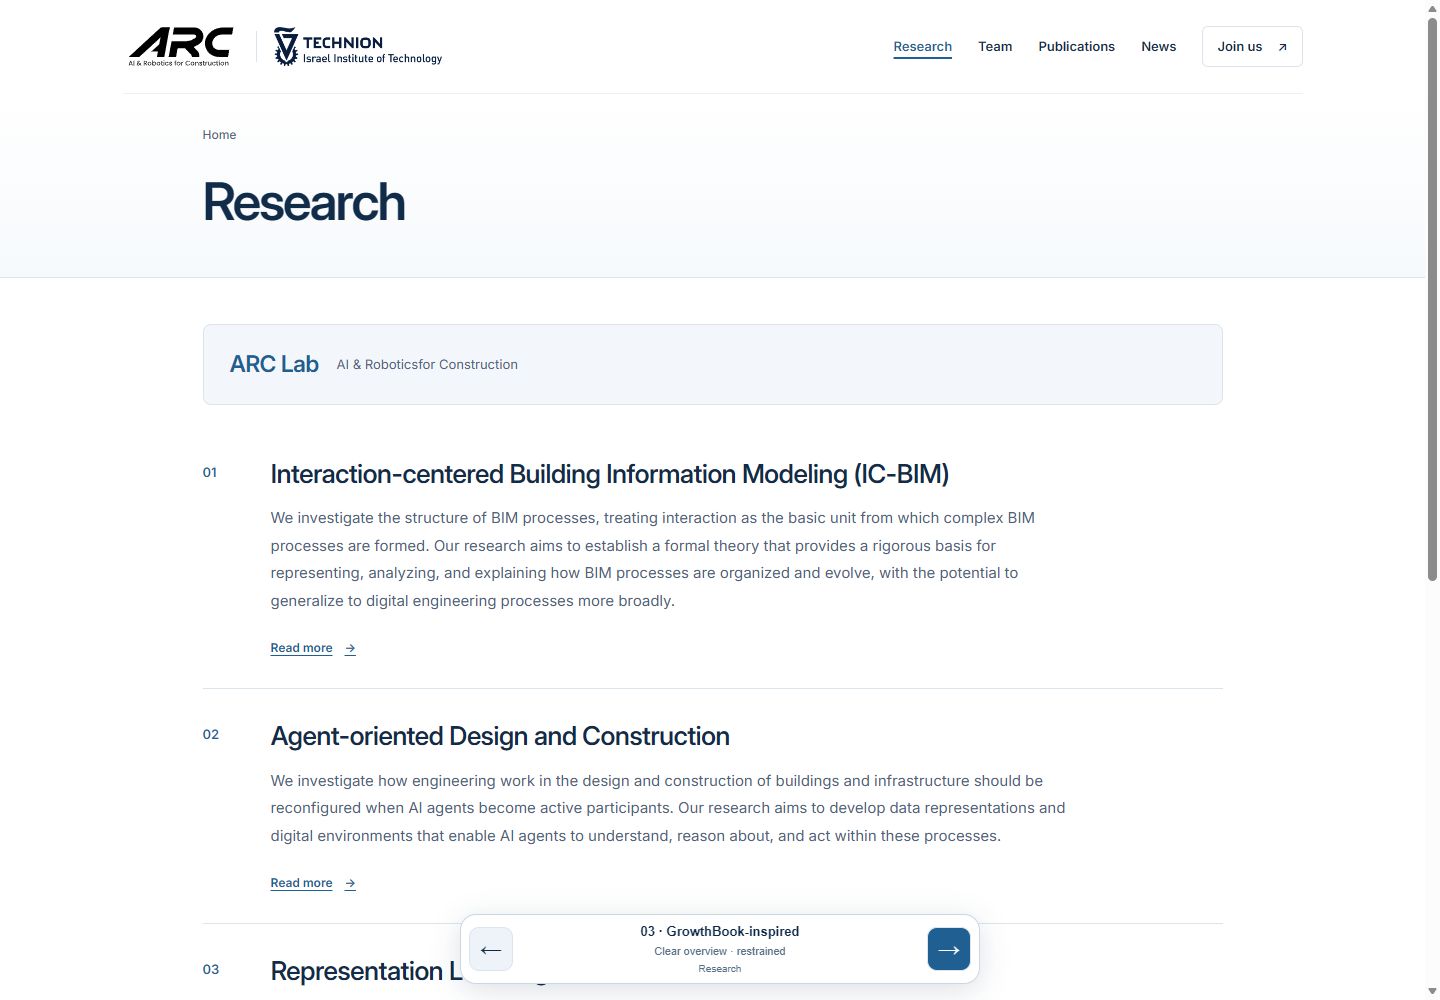 ARC
AI & Robotics for Construction
TECHNION
Israel Institute of Technology
Research
Team
Publications
News
Join us ↗
Home
Research
ARC Lab AI & Roboticsfor Construction
01 Interaction-centered Building Information Modeling (IC-BIM)
We investigate the structure of BIM processes, treating interaction as the basic unit from which complex BIM
processes are formed. Our research aims to establish a formal theory that provides a rigorous basis for
representing, analyzing, and explaining how BIM processes are organized and evolve, with the potential to
generalize to digital engineering processes more broadly.
Read more →
02 Agent-oriented Design and Construction
We investigate how engineering work in the design and construction of buildings and infrastructure should be
reconfigured when AI agents become active participants. Our research aims to develop data representations and
digital environments that enable AI agents to understand, reason about, and act within these processes.
Read more →
03 Representation
← 03 · GrowthBook-inspired →
Clear overview · restrained
Research